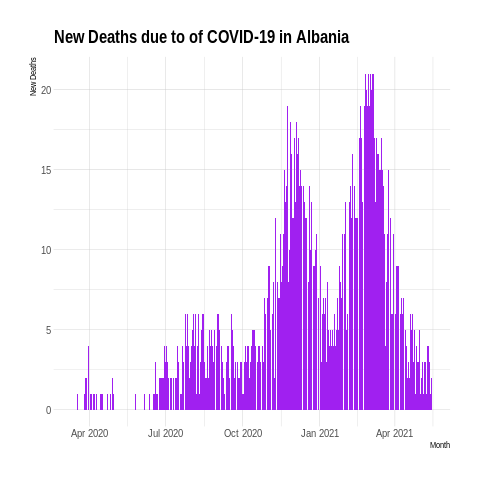 New Deaths due to of COVID-19 in Albania
New Deaths
20
15
10
5
0
Apr 2020 Jul 2020 Oct 2020 Jan 2021 Apr 2021
Month